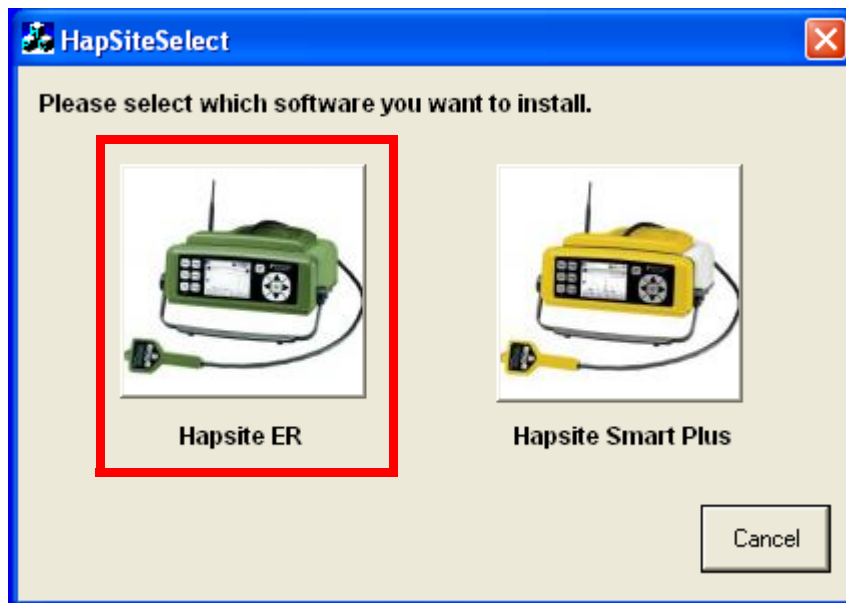 HapSiteSelect
Please select which software you want to install.
Hapsite ER
Hapsite Smart Plus
Cancel